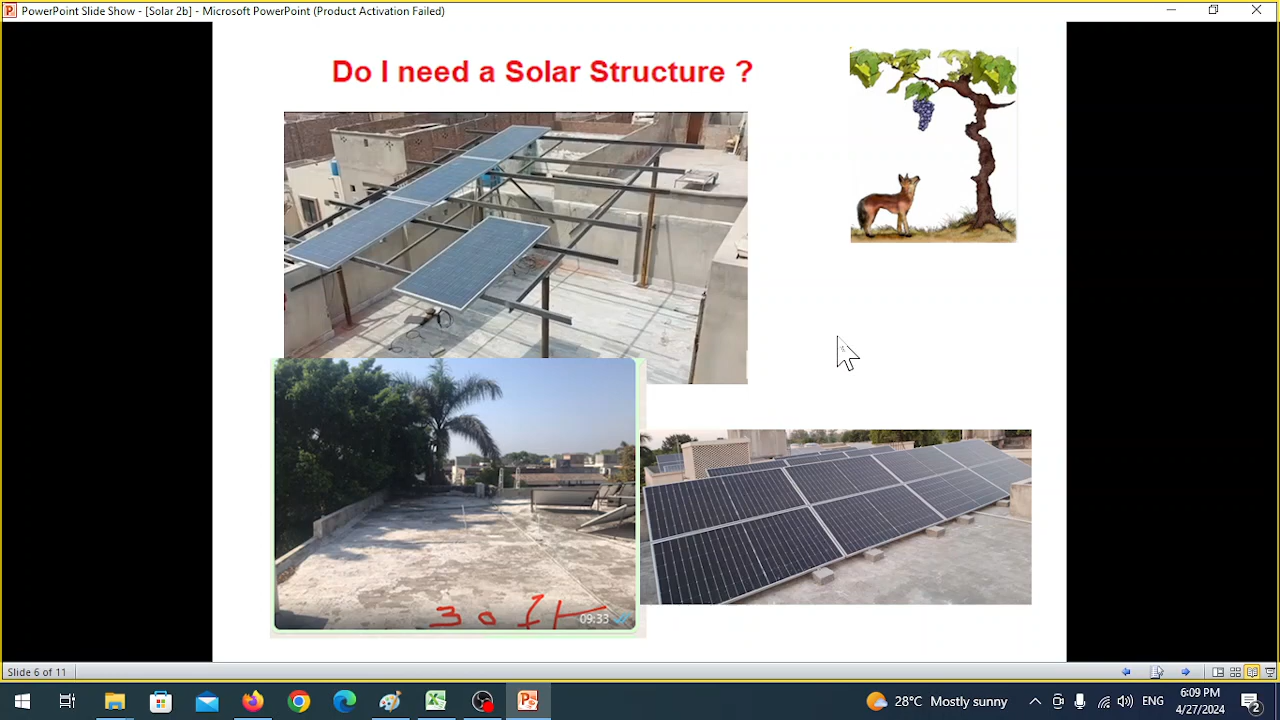 PowerPoint Slide Show - [Solar 2b] - Microsoft PowerPoint (Product Activation Failed)
Do I need a Solar Structure ?
30 ft
09:33
Slide 6 of 11
28°C Mostly sunny
ENG
6:09 PM
4/27/2024
2